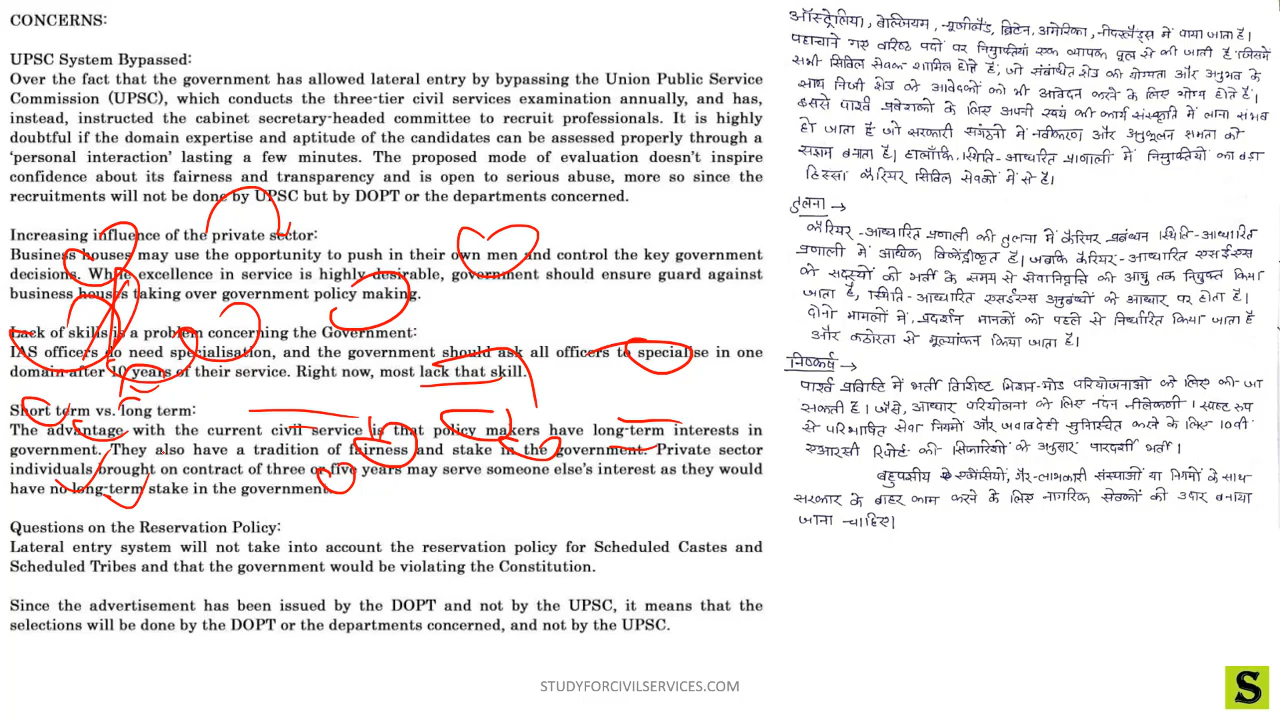 CONCERNS:
UPSC System Bypassed:
Over the fact that the government has allowed lateral entry by bypassing the Union Public Service
Commission (UPSC), which conducts the three-tier civil services examination annually, and has,
instead, instructed the cabinet secretary-headed committee to recruit professionals. It is highly
doubtful if the domain expertise and aptitude of the candidates can be assessed properly through a
‘personal interaction’ lasting a few minutes. The proposed mode of evaluation doesn’t inspire
confidence about its fairness and transparency and is open to serious abuse, more so since the
recruitments will not be done by UPSC but by DOPT or the departments concerned.
Increasing influence of the private sector:
Business houses may use the opportunity to push in their own men and control the key government
decisions. While excellence in service is highly desirable, government should ensure guard against
business houses taking over government policy making.
Lack of skills is a problem concerning the Government:
IAS officers do need specialisation, and the government should ask all officers to specialise in one
domain after 10 years of their service. Right now, most lack that skill.
Short term vs. long term:
The advantage with the current civil service is that policy makers have long-term interests in
government. They also have a tradition of fairness and stake in the government. Private sector
individuals brought on contract of three or five years may serve someone else’s interest as they would
have no long-term stake in the government.
Questions on the Reservation Policy:
Lateral entry system will not take into account the reservation policy for Scheduled Castes and
Scheduled Tribes and that the government would be violating the Constitution.
Since the advertisement has been issued by the DOPT and not by the UPSC, it means that the
selections will be done by the DOPT or the departments concerned, and not by the UPSC.
ऑस्ट्रेलिया, बेल्जियम, न्यूजीलैंड, ब्रिटेन, अमेरिका, नीदरलैंड्स में पाया जाता है।
पहचाने गए वरिष्ठ पदों पर नियुक्तियां एक व्यापक पूल से की जाती है जिसमें
सभी सिविल सेवक शामिल होते हैं, जो संबंधित क्षेत्र की योग्यता और अनुभव के
साथ निजी क्षेत्र के आवेदकों को भी आवेदन करने के लिए योग्य होते हैं।
इससे पार्श्व प्रवेशकों के लिए अपनी स्वयं की कार्य संस्कृति में लाना संभव
हो जाता है जो सरकारी संगठनों में नवीकरण और अनुकूलन क्षमता को
सक्षम बनाता है। हालाँकि, स्थिति-आधारित प्रणाली में नियुक्तियों का बड़ा
हिस्सा कैरियर सिविल सेवकों में से है।
तुलना →
कैरियर-आधारित प्रणाली की तुलना में कैरियर प्रबंधन स्थिति-आधारित
प्रणाली में अधिक विकेंद्रीकृत है। जबकि कैरियर-आधारित एसईएस
के सदस्यों की भर्ती के समय से सेवानिवृत्ति की आयु तक नियुक्त किया
जाता है, स्थिति-आधारित एसईएस अनुबंधों के आधार पर होता है।
दोनों मामलों में, प्रदर्शन मानकों को पहले से निर्धारित किया जाता है
और कठोरता से मूल्यांकन किया जाता है।
निष्कर्ष →
पार्श्व प्रविष्टि में भर्ती विशिष्ट मिशन-मोड परियोजनाओं के लिए की जा
सकती है। जैसे, आधार परियोजना के लिए नंदन नीलेकणी। स्पष्ट रूप
से परिभाषित सेवा नियमों और जवाबदेही सुनिश्चित करने के लिए 10वीं
एआरसी रिपोर्ट की सिफारिशों के अनुसार पारदर्शी भर्ती।
बहुपक्षीय एजेंसियों, गैर-लाभकारी संस्थाओं या निगमों के साथ
सरकार के बाहर काम करने के लिए नागरिक सेवकों को उदार बनाया
जाना चाहिए।
STUDYFORCIVILSERVICES.COM
S